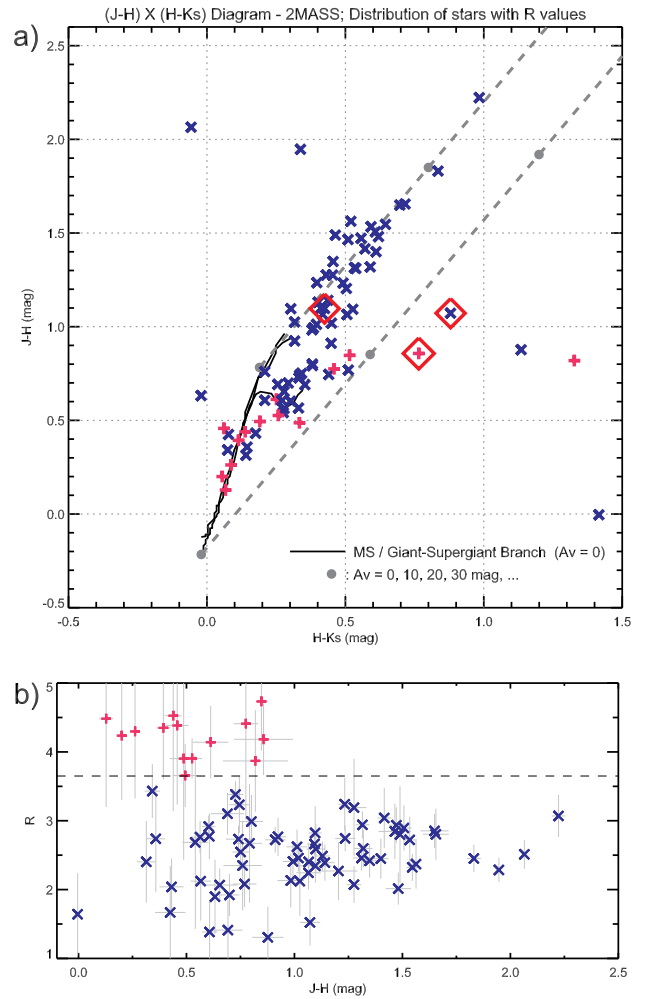 (J-H) X (H-Ks) Diagram - 2MASS; Distribution of stars with R values
a)
2.5
2.0
1.5
1.0
0.5
0.0
-0.5
J-H (mag)
MS / Giant-Supergiant Branch (Av = 0)
: Av = 0, 10, 20, 30 mag, ...
-0.5 0.0 0.5 1.0 1.5
H-Ks (mag)
b)
5
4
3
2
1
R
0.0 0.5 1.0 1.5 2.0 2.5
J-H (mag)